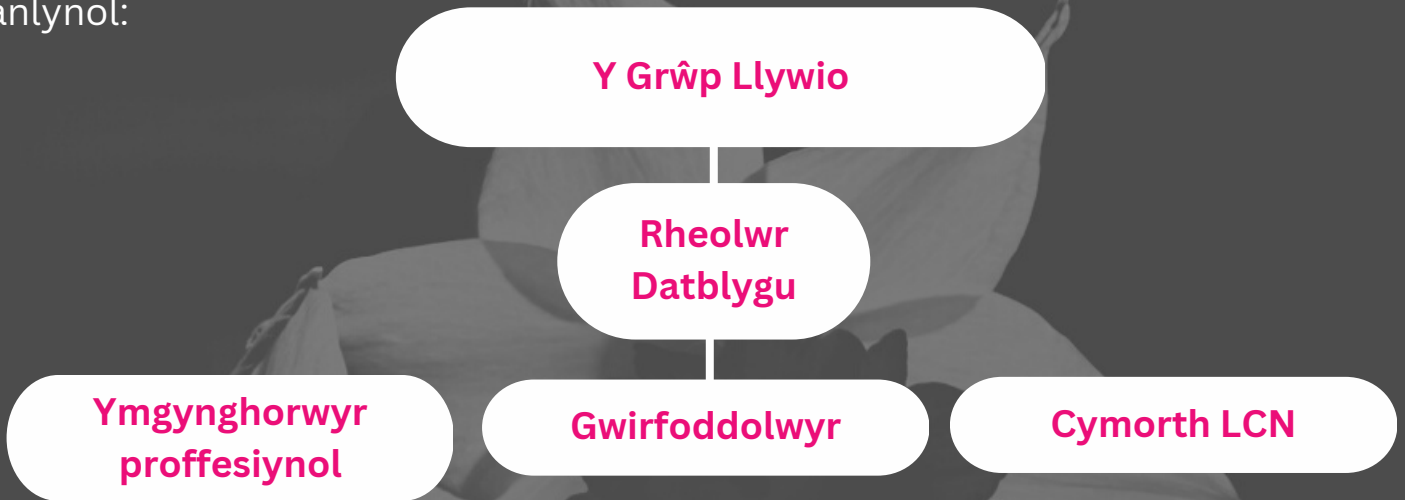 anlynol:
Y Grŵp Llywio
Rheolwr
Datblygu
Ymgynghorwyr
proffesiynol
Gwirfoddolwyr
Cymorth LCN